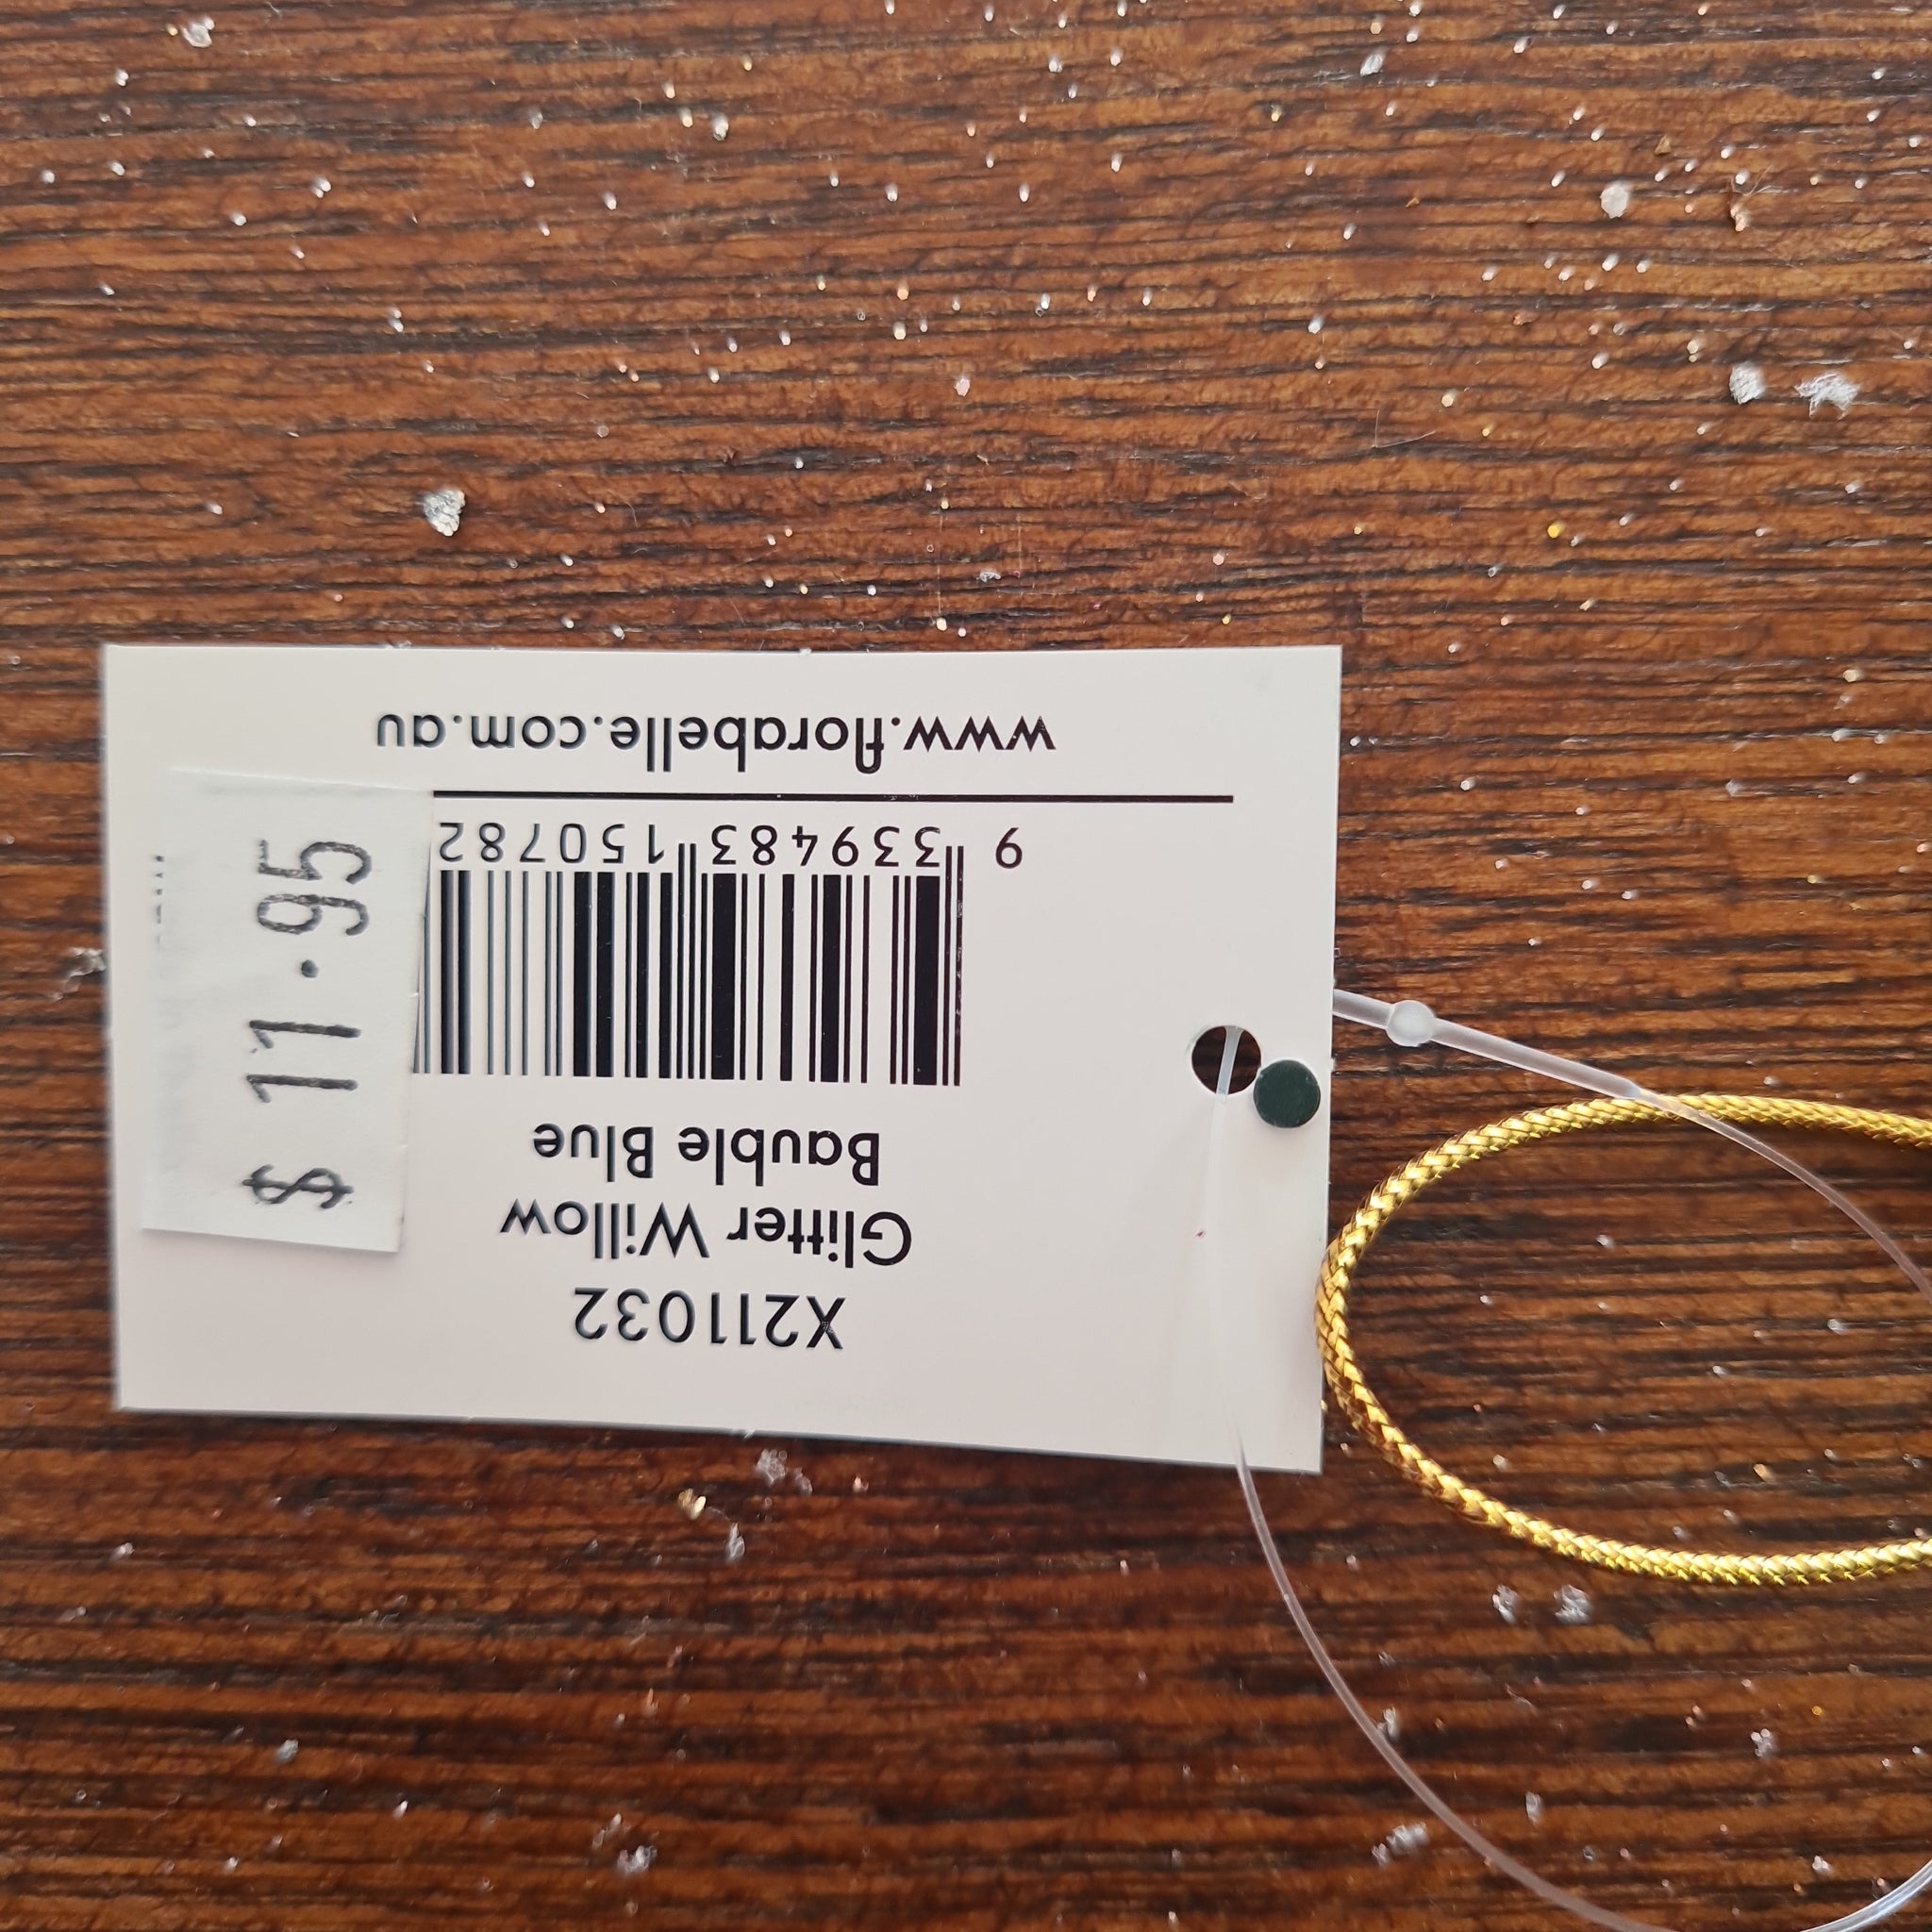 X211032
Glitter Willow
Bauble Blue
9 339483 150782
www.florabelle.com.au
$ 11.95